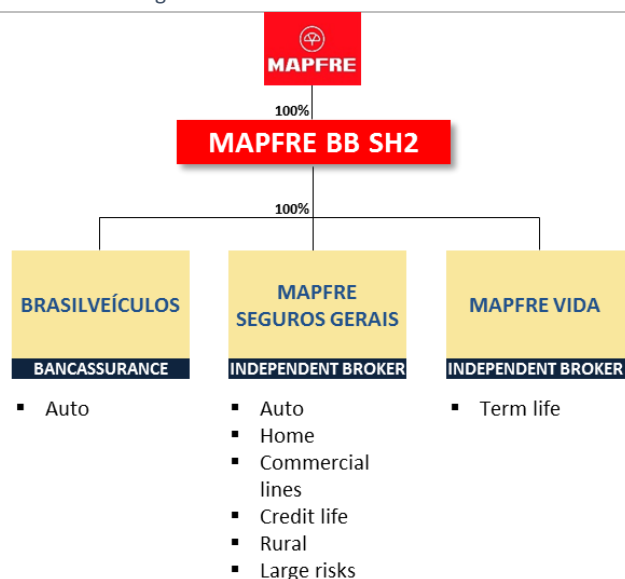 MAPFRE
100%
MAPFRE BB SH2
100%
BRASILVEÍCULOS
BANCASSURANCE
▪ Auto
MAPFRE
SEGUROS GERAIS
INDEPENDENT BROKER
▪ Auto
▪ Home
▪ Commercial
lines
▪ Credit life
▪ Rural
▪ Large risks
MAPFRE VIDA
INDEPENDENT BROKER
▪ Term life